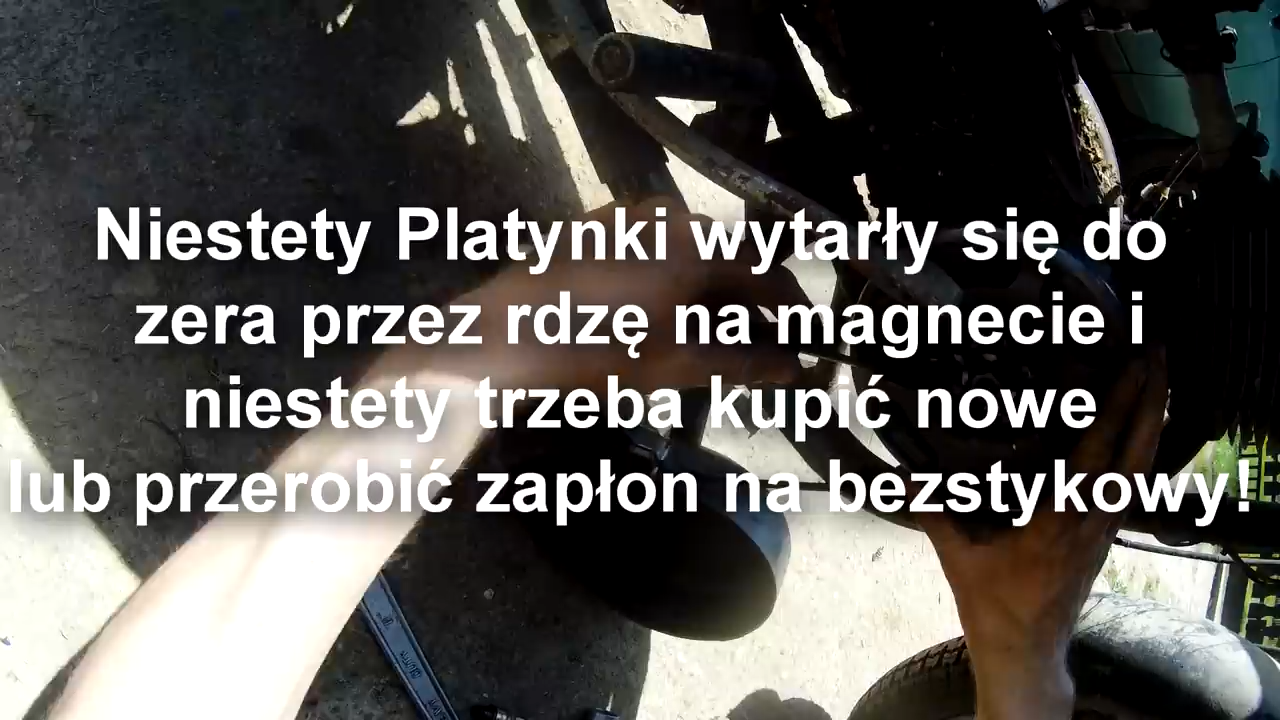 Niestety Platynki wytarły się do
zera przez rdzę na magnecie i
niestety trzeba kupić nowe
lub przerobić zapłon na bezstykowy!